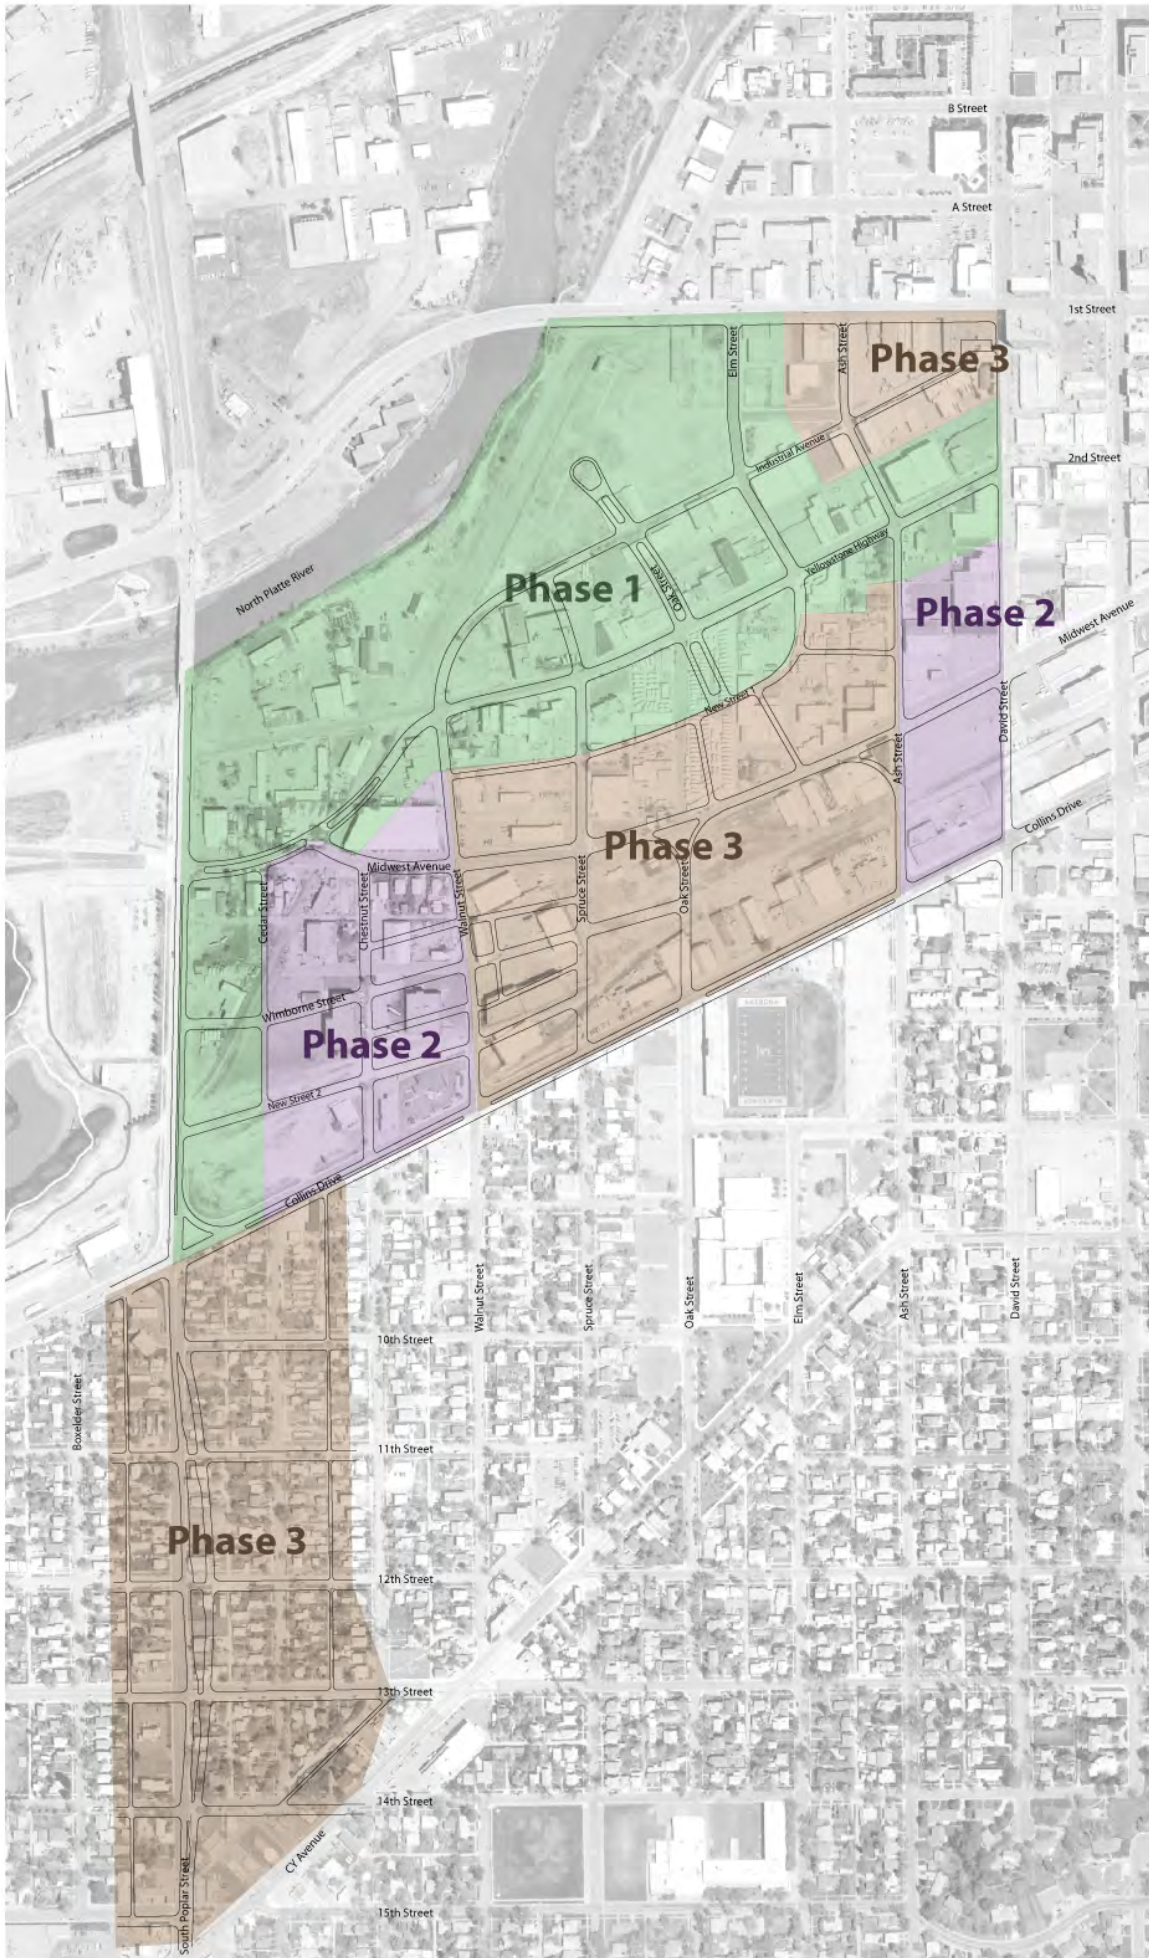 B Street
A Street
1st Street
Elm Street
Ash Street
Phase 3
Industrial Avenue
2nd Street
Yellowstone Highway
North Platte River
Phase 1
Oak Street
Phase 2
Midwest Avenue
New Street 1
David Street
Ash Street
Collins Drive
Phase 3
Midwest Avenue
Cedar Street
Chestnut Street
Walnut Street
Spruce Street
Oak Street
Wimborne Street
Phase 2
New Street 2
Collins Drive
Walnut Street
Spruce Street
Oak Street
Elm Street
Ash Street
David Street
10th Street
Boxelder Street
11th Street
Phase 3
12th Street
13th Street
14th Street
CY Avenue
South Poplar Street
15th Street